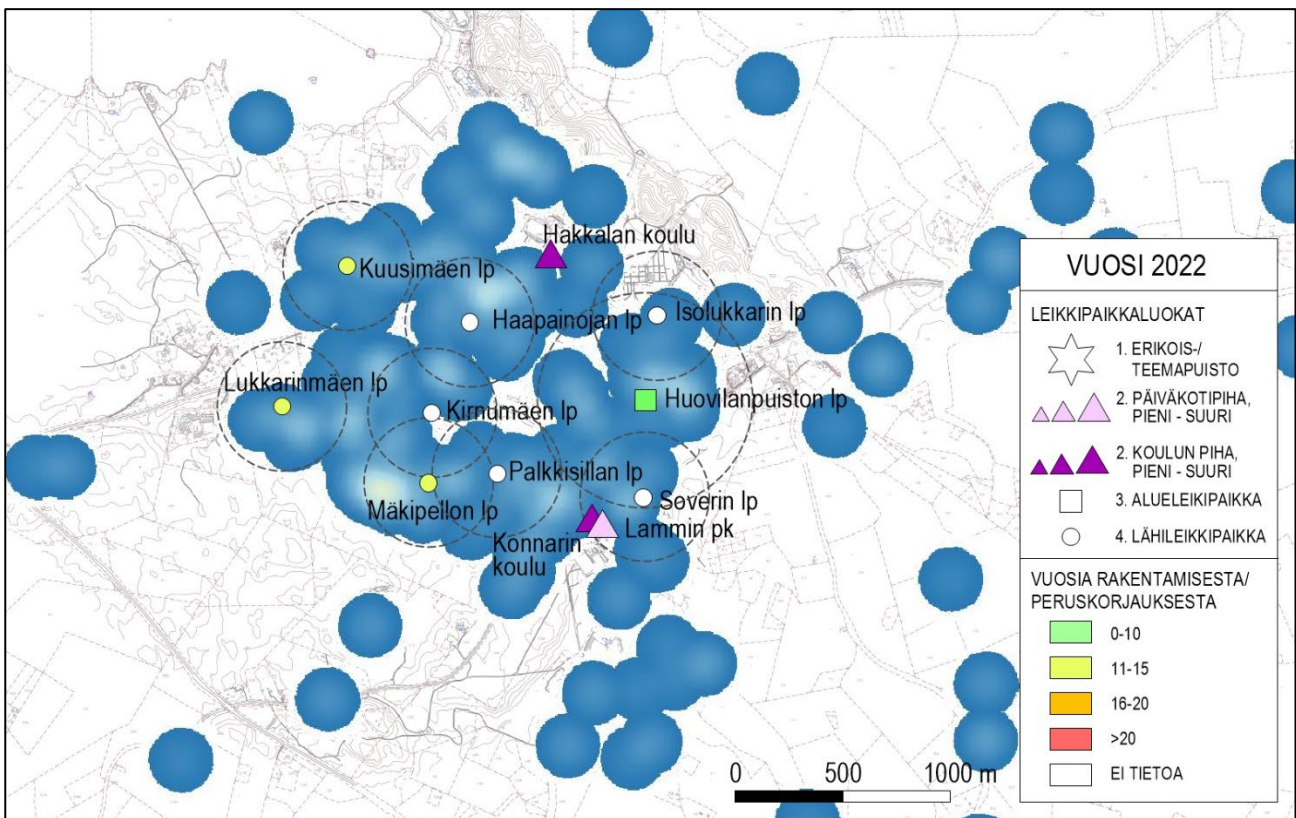 Hakkalan koulu
Kuusimäen lp
Haapainojan lp
Isolukkarin lp
Lukkarinmäen lp
Kirnumäen lp
Huovilanpuiston lp
Palkkisillan lp
Mäkipellon lp
Soverin lp
Lammin pk
Konnarin
koulu
0 500 1000 m
VUOSI 2022
LEIKKIPAIKKALUOKAT
1. ERIKOIS-/
TEEMAPUISTO
2. PÄIVÄKOTIPIHA,
PIENI - SUURI
2. KOULUN PIHA,
PIENI - SUURI
3. ALUELEIKIPAIKKA
4. LÄHILEIKKIPAIKKA
VUOSIA RAKENTAMISESTA/
PERUSKORJAUKSESTA
0-10
11-15
16-20
>20
EI TIETOA